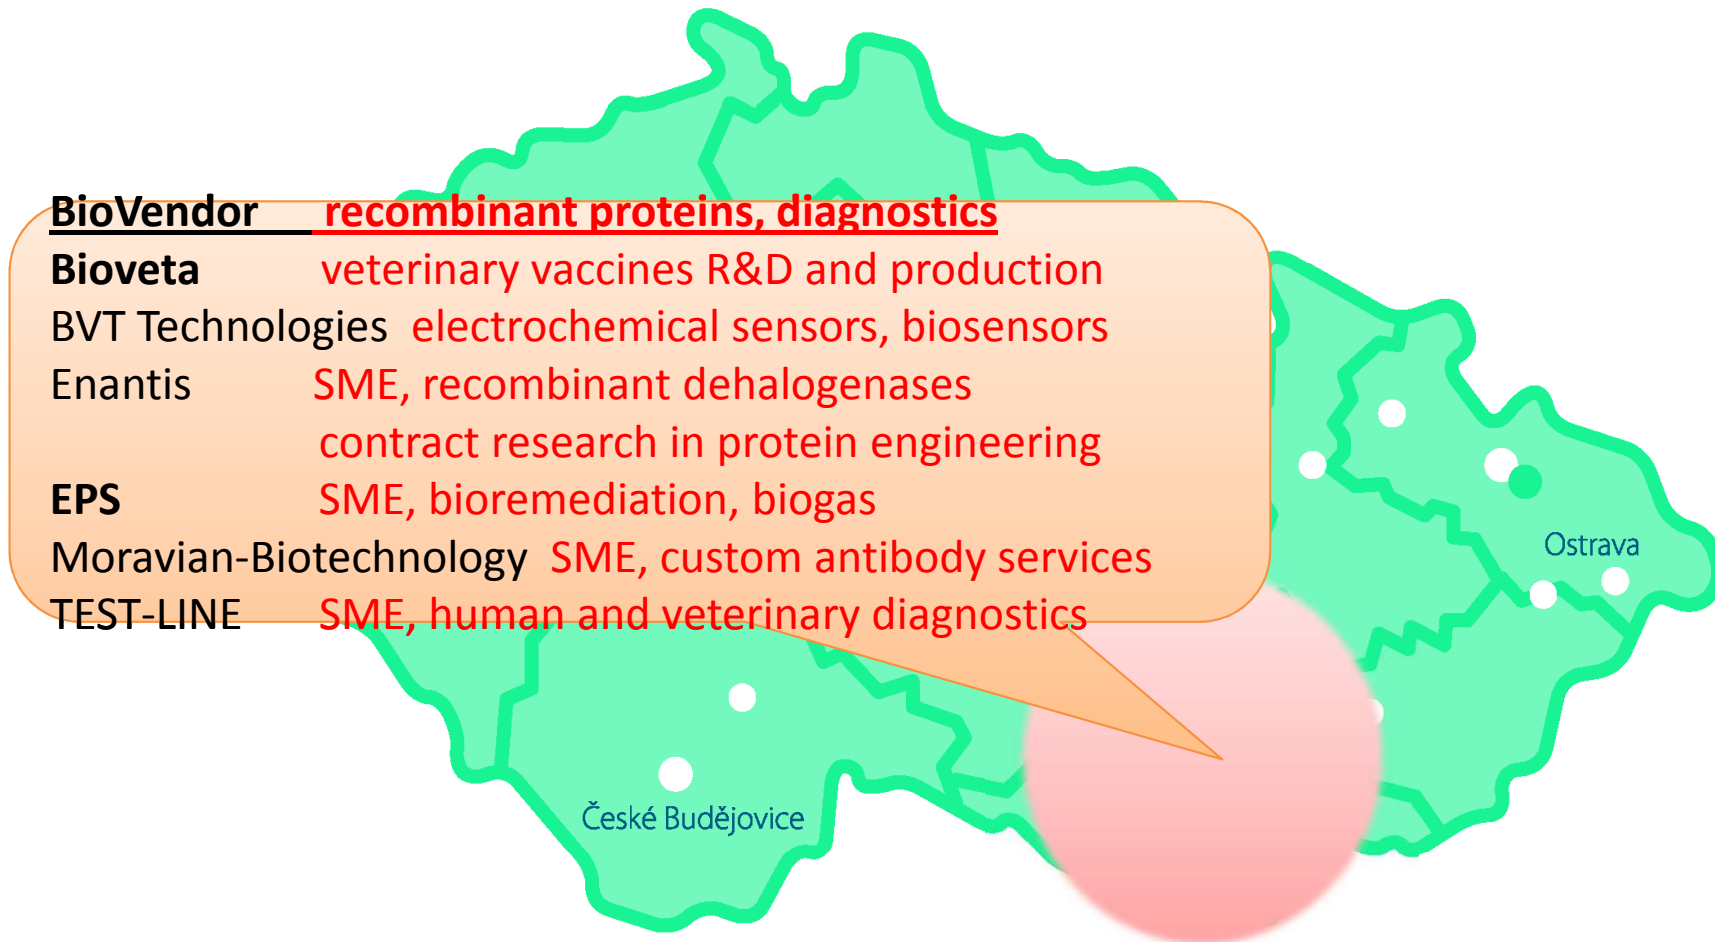 BioVendor recombinant proteins, diagnostics
Bioveta veterinary vaccines R&D and production
BVT Technologies electrochemical sensors, biosensors
Enantis SME, recombinant dehalogenases
contract research in protein engineering
EPS SME, bioremediation, biogas
Moravian-Biotechnology SME, custom antibody services
TEST-LINE SME, human and veterinary diagnostics
Ostrava
České Budějovice